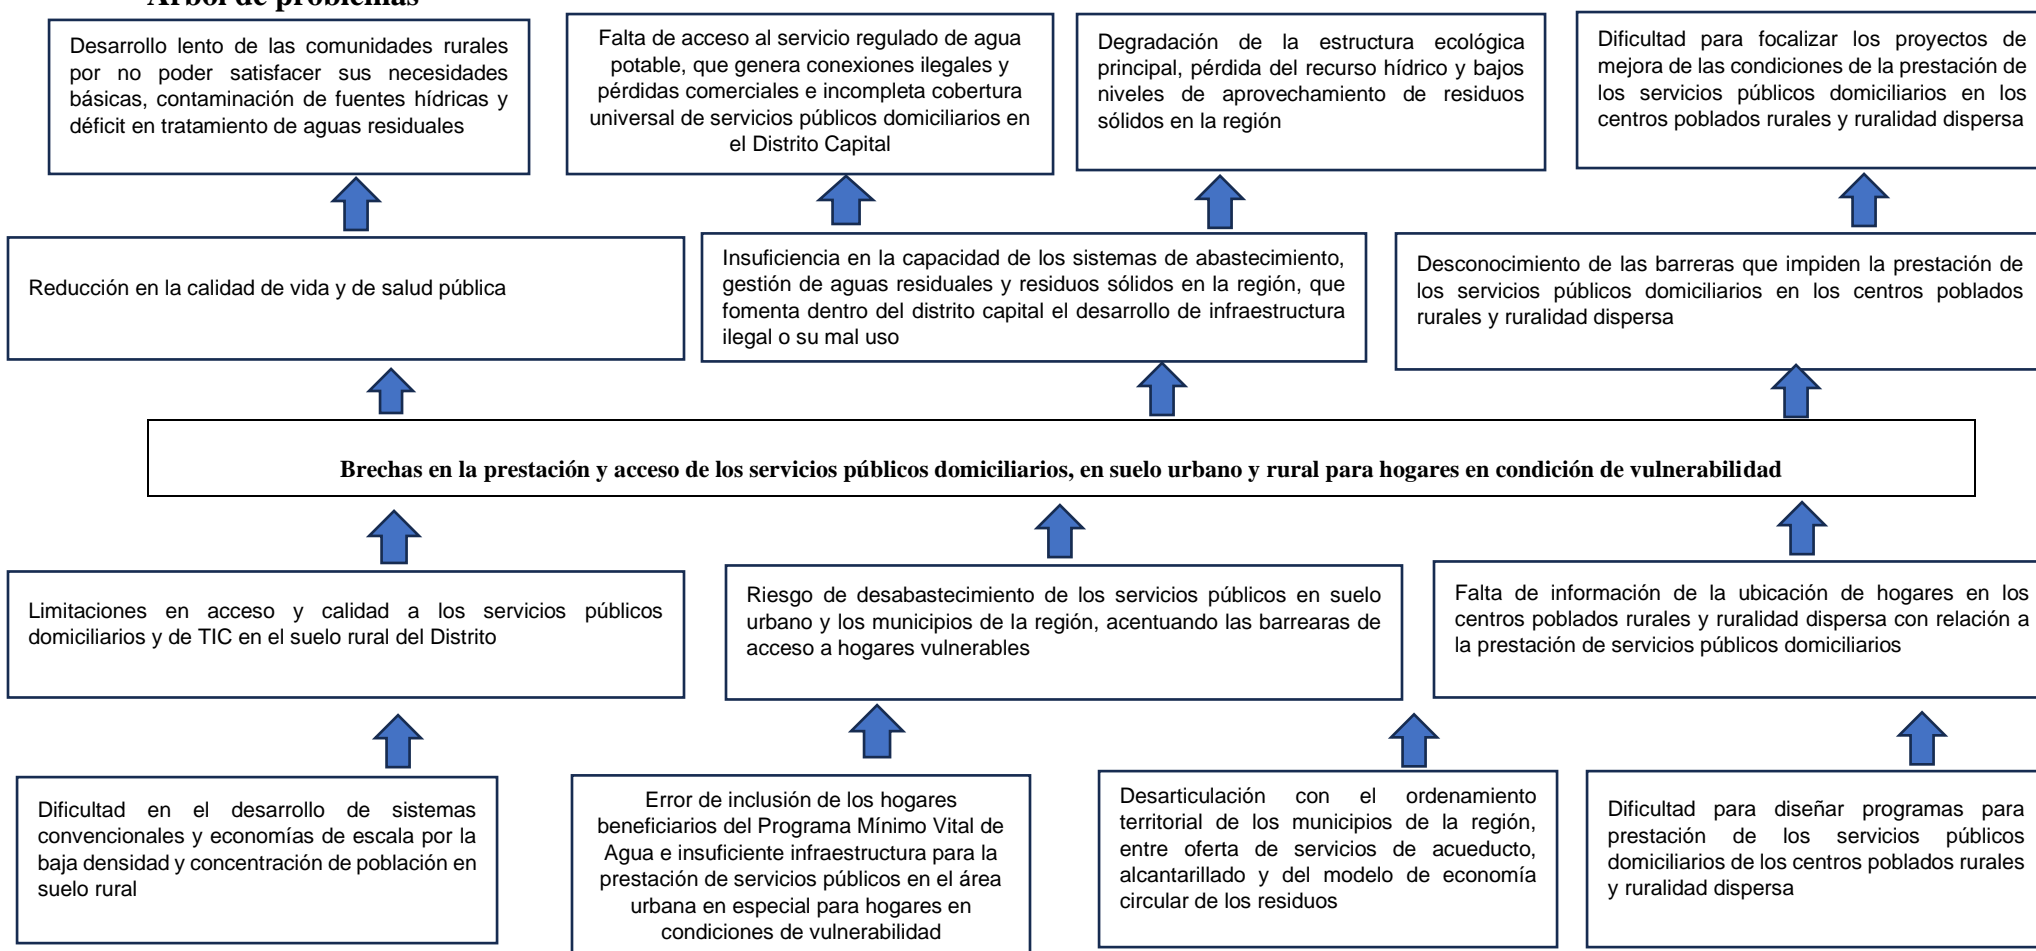 Árbol de problemas
Desarrollo lento de las comunidades rurales
por no poder satisfacer sus necesidades
básicas, contaminación de fuentes hídricas y
déficit en tratamiento de aguas residuales
Falta de acceso al servicio regulado de agua
potable, que genera conexiones ilegales y
pérdidas comerciales e incompleta cobertura
universal de servicios públicos domiciliarios en
el Distrito Capital
Degradación de la estructura ecológica
principal, pérdida del recurso hídrico y bajos
niveles de aprovechamiento de residuos
sólidos en la región
Dificultad para focalizar los proyectos de
mejora de las condiciones de la prestación de
los servicios públicos domiciliarios en los
centros poblados rurales y ruralidad dispersa
Reducción en la calidad de vida y de salud pública
Insuficiencia en la capacidad de los sistemas de abastecimiento,
gestión de aguas residuales y residuos sólidos en la región, que
fomenta dentro del distrito capital el desarrollo de infraestructura
ilegal o su mal uso
Desconocimiento de las barreras que impiden la prestación de
los servicios públicos domiciliarios en los centros poblados
rurales y ruralidad dispersa
Brechas en la prestación y acceso de los servicios públicos domiciliarios, en suelo urbano y rural para hogares en condición de vulnerabilidad
Limitaciones en acceso y calidad a los servicios públicos
domiciliarios y de TIC en el suelo rural del Distrito
Riesgo de desabastecimiento de los servicios públicos en suelo
urbano y los municipios de la región, acentuando las barrearas de
acceso a hogares vulnerables
Falta de información de la ubicación de hogares en los
centros poblados rurales y ruralidad dispersa con relación a
la prestación de servicios públicos domiciliarios
Dificultad en el desarrollo de sistemas
convencionales y economías de escala por la
baja densidad y concentración de población en
suelo rural
Error de inclusión de los hogares
beneficiarios del Programa Mínimo Vital de
Agua e insuficiente infraestructura para la
prestación de servicios públicos en el área
urbana en especial para hogares en
condiciones de vulnerabilidad
Desarticulación con el ordenamiento
territorial de los municipios de la región,
entre oferta de servicios de acueducto,
alcantarillado y del modelo de economía
circular de los residuos
Dificultad para diseñar programas para
prestación de los servicios públicos
domiciliarios de los centros poblados rurales
y ruralidad dispersa